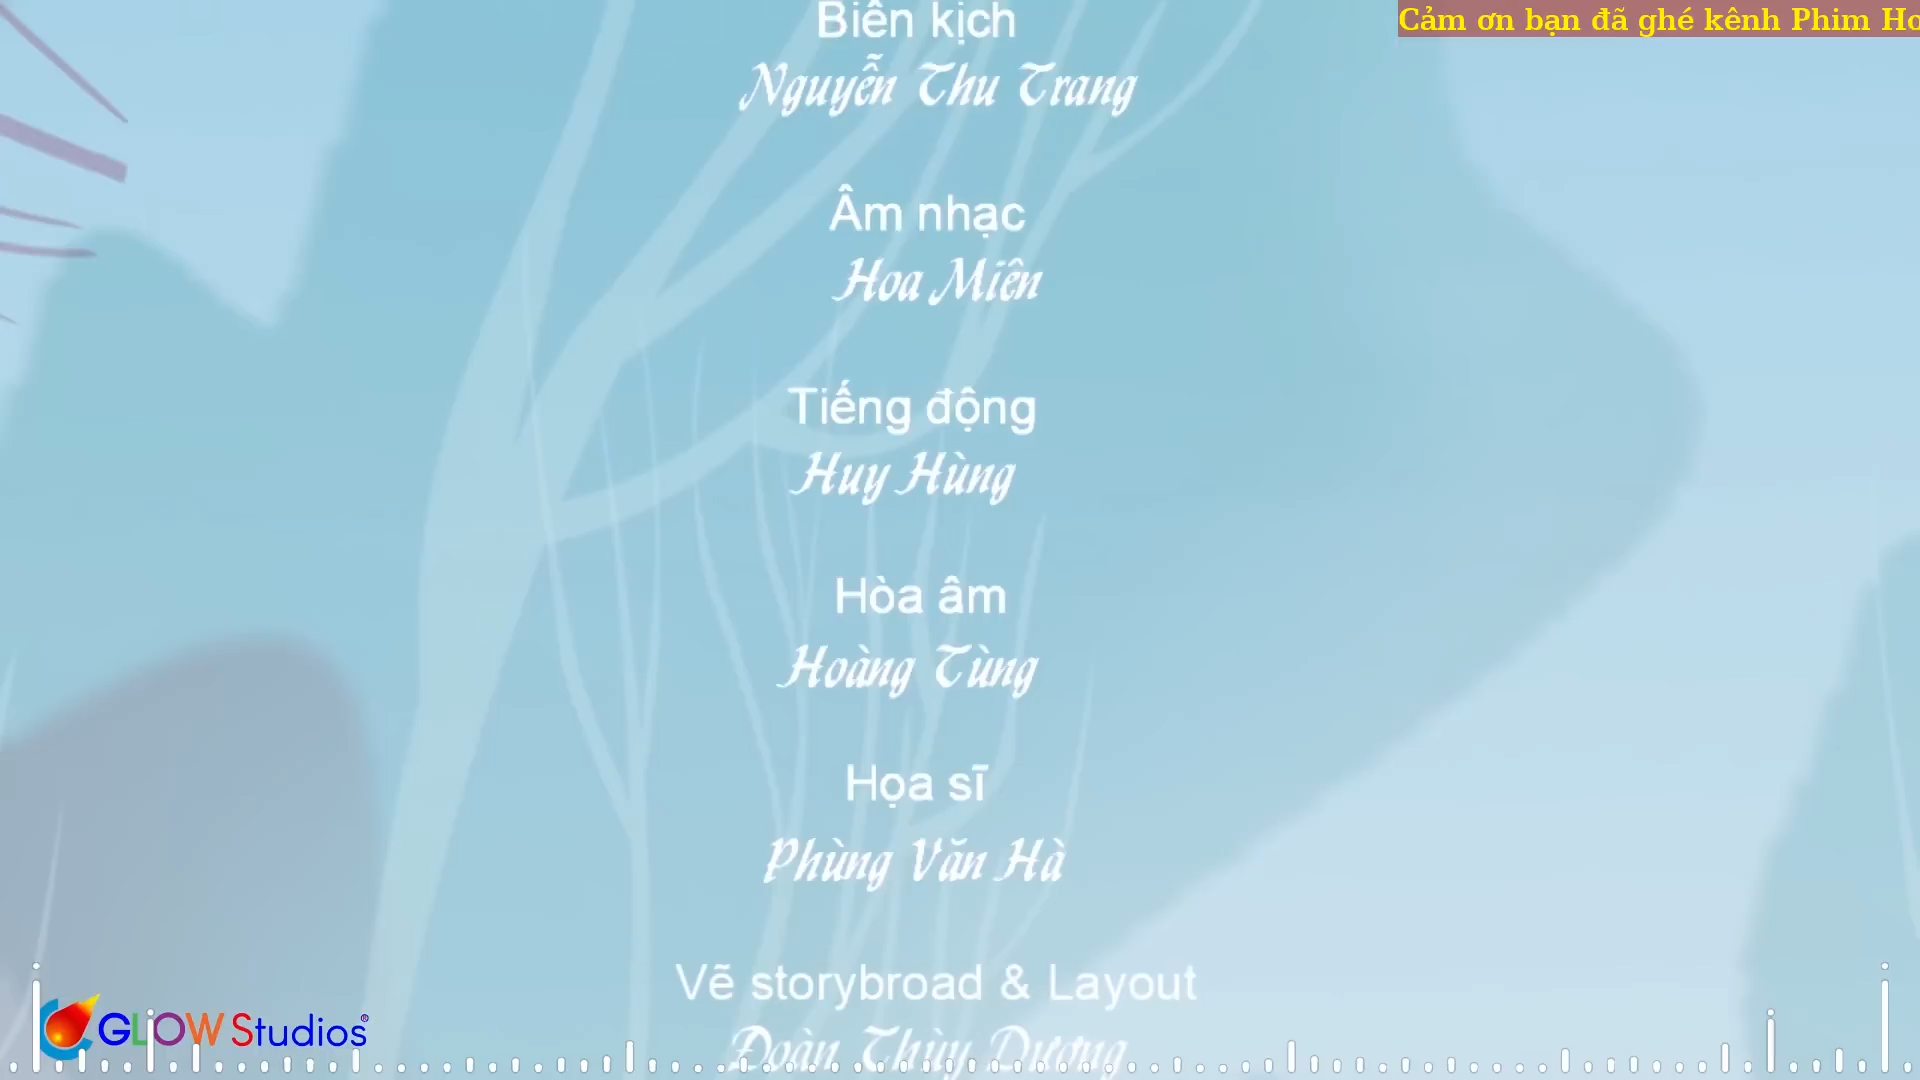 Biên kịch
Cảm ơn bạn đã ghé kênh Phim Ho
Nguyễn Thu Trang
Âm nhạc
Hoa Miên
Tiếng động
Huy Hùng
Hòa âm
Hoàng Tùng
Họa sĩ
Phùng Văn Hà
Vẽ storybroad & Layout
GLOW Studios®
Đoàn Thùy Dương